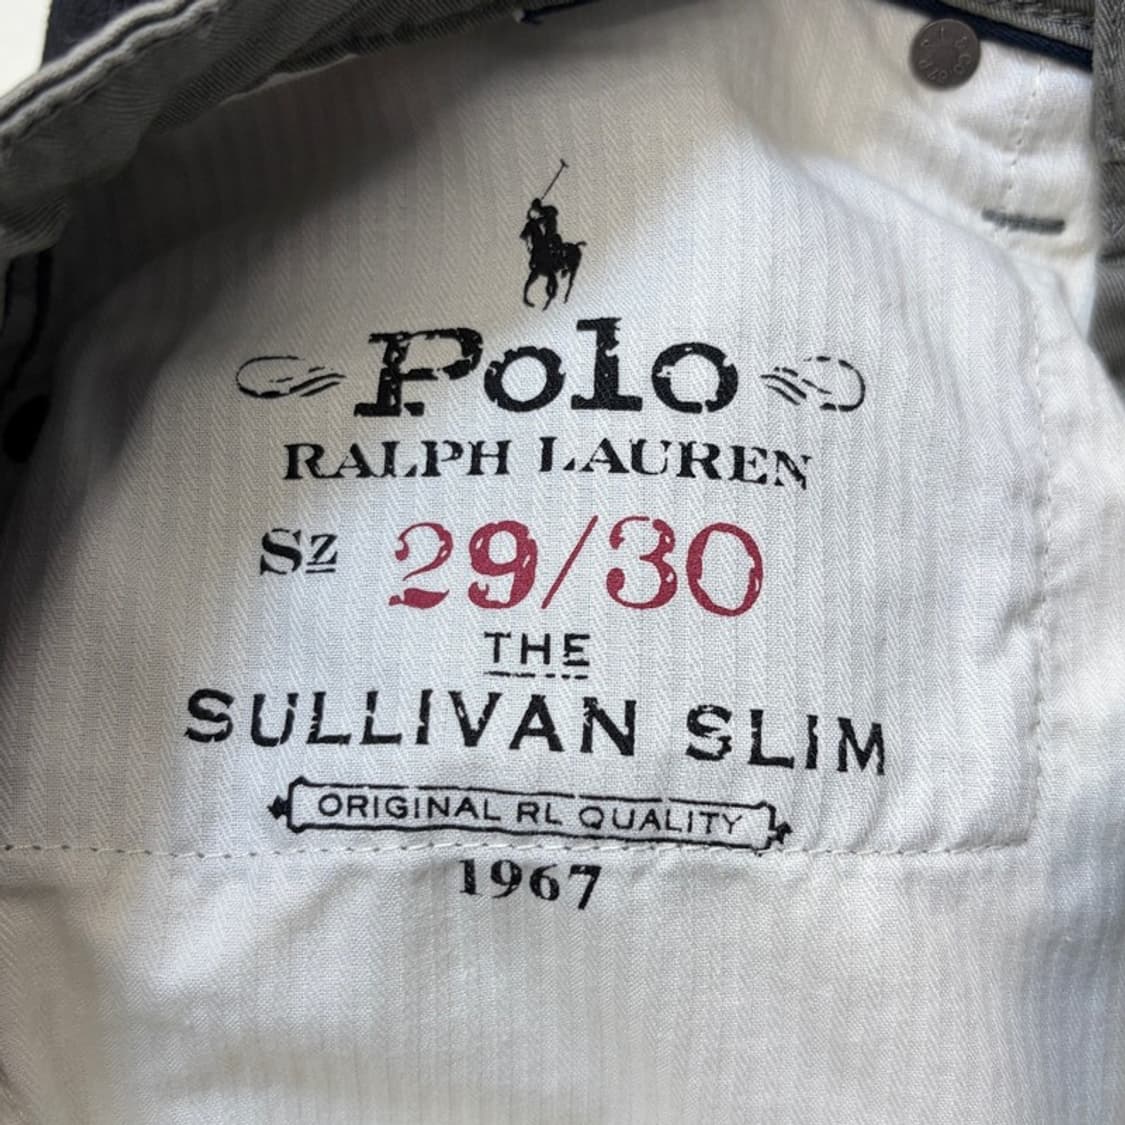 Polo
RALPH LAUREN
Sz 29/30
THE
SULLIVAN SLIM
ORIGINAL RL QUALITY
1967